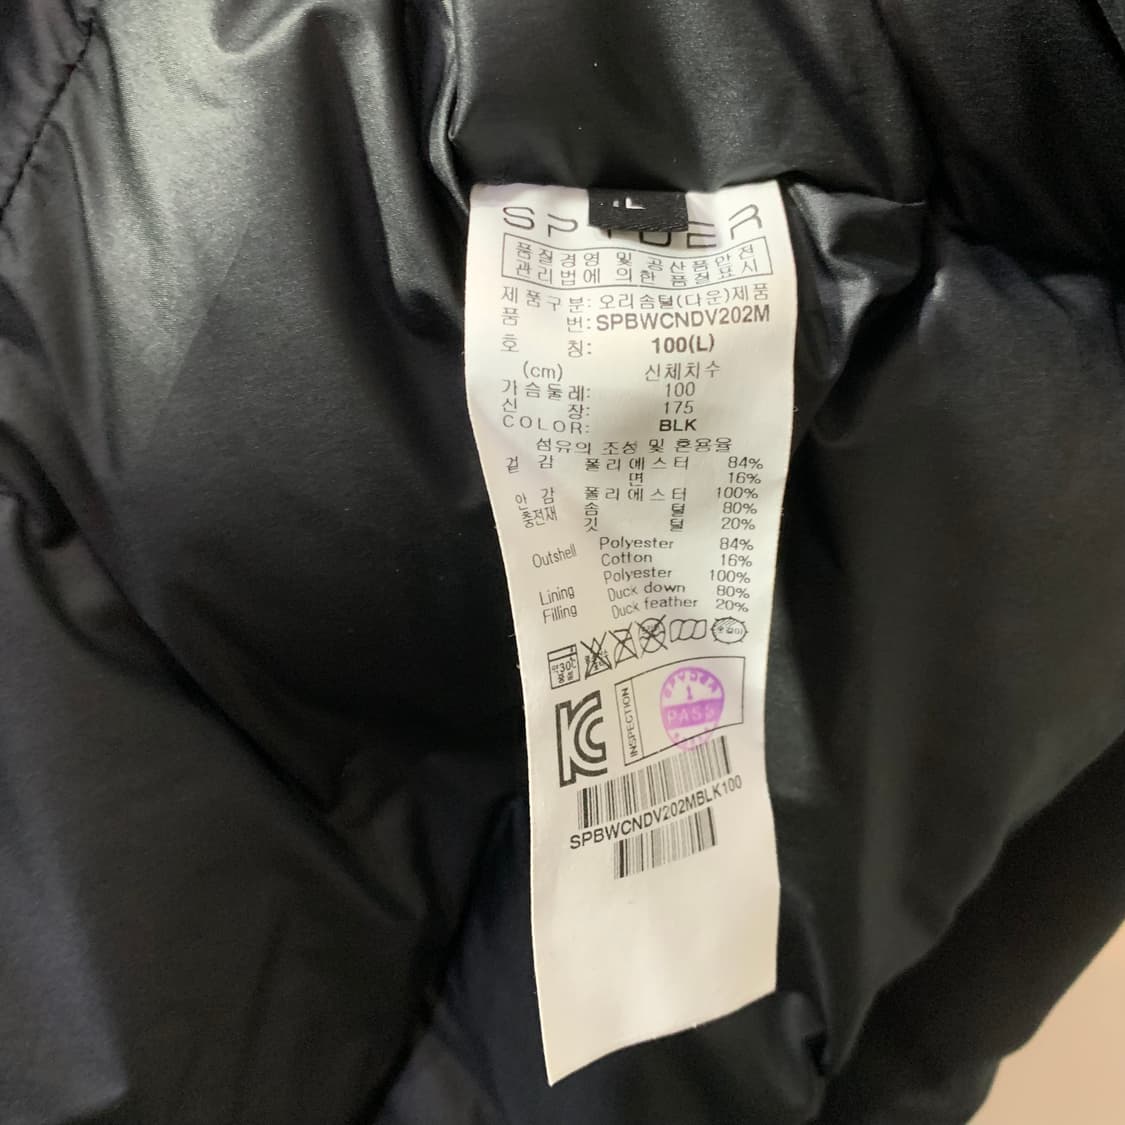 SPYDER
품질경영 및 공산품안전
관리법에 의한 품질표시
제품구분: 오리솜털(다운)제품
품 번: SPBWCNDV202M
호 칭: 100(L)
(cm) 신체치수
가슴둘레: 100
신 장: 175
COLOR: BLK
섬유의 조성 및 혼용율
겉 감 폴리에스터 84%
면 16%
안 감 폴리에스터 100%
충전재 솜 털 80%
깃 털 20%
Outshell Polyester 84%
Cotton 16%
Lining Polyester 100%
Filling Duck down 80%
Duck feather 20%
30℃
INSPECTION
SPYDER
1
PASS
SPBWCNDV202MBLK100